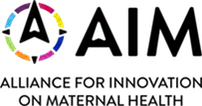 AIM
ALLIANCE FOR INNOVATION
ON MATERNAL HEALTH